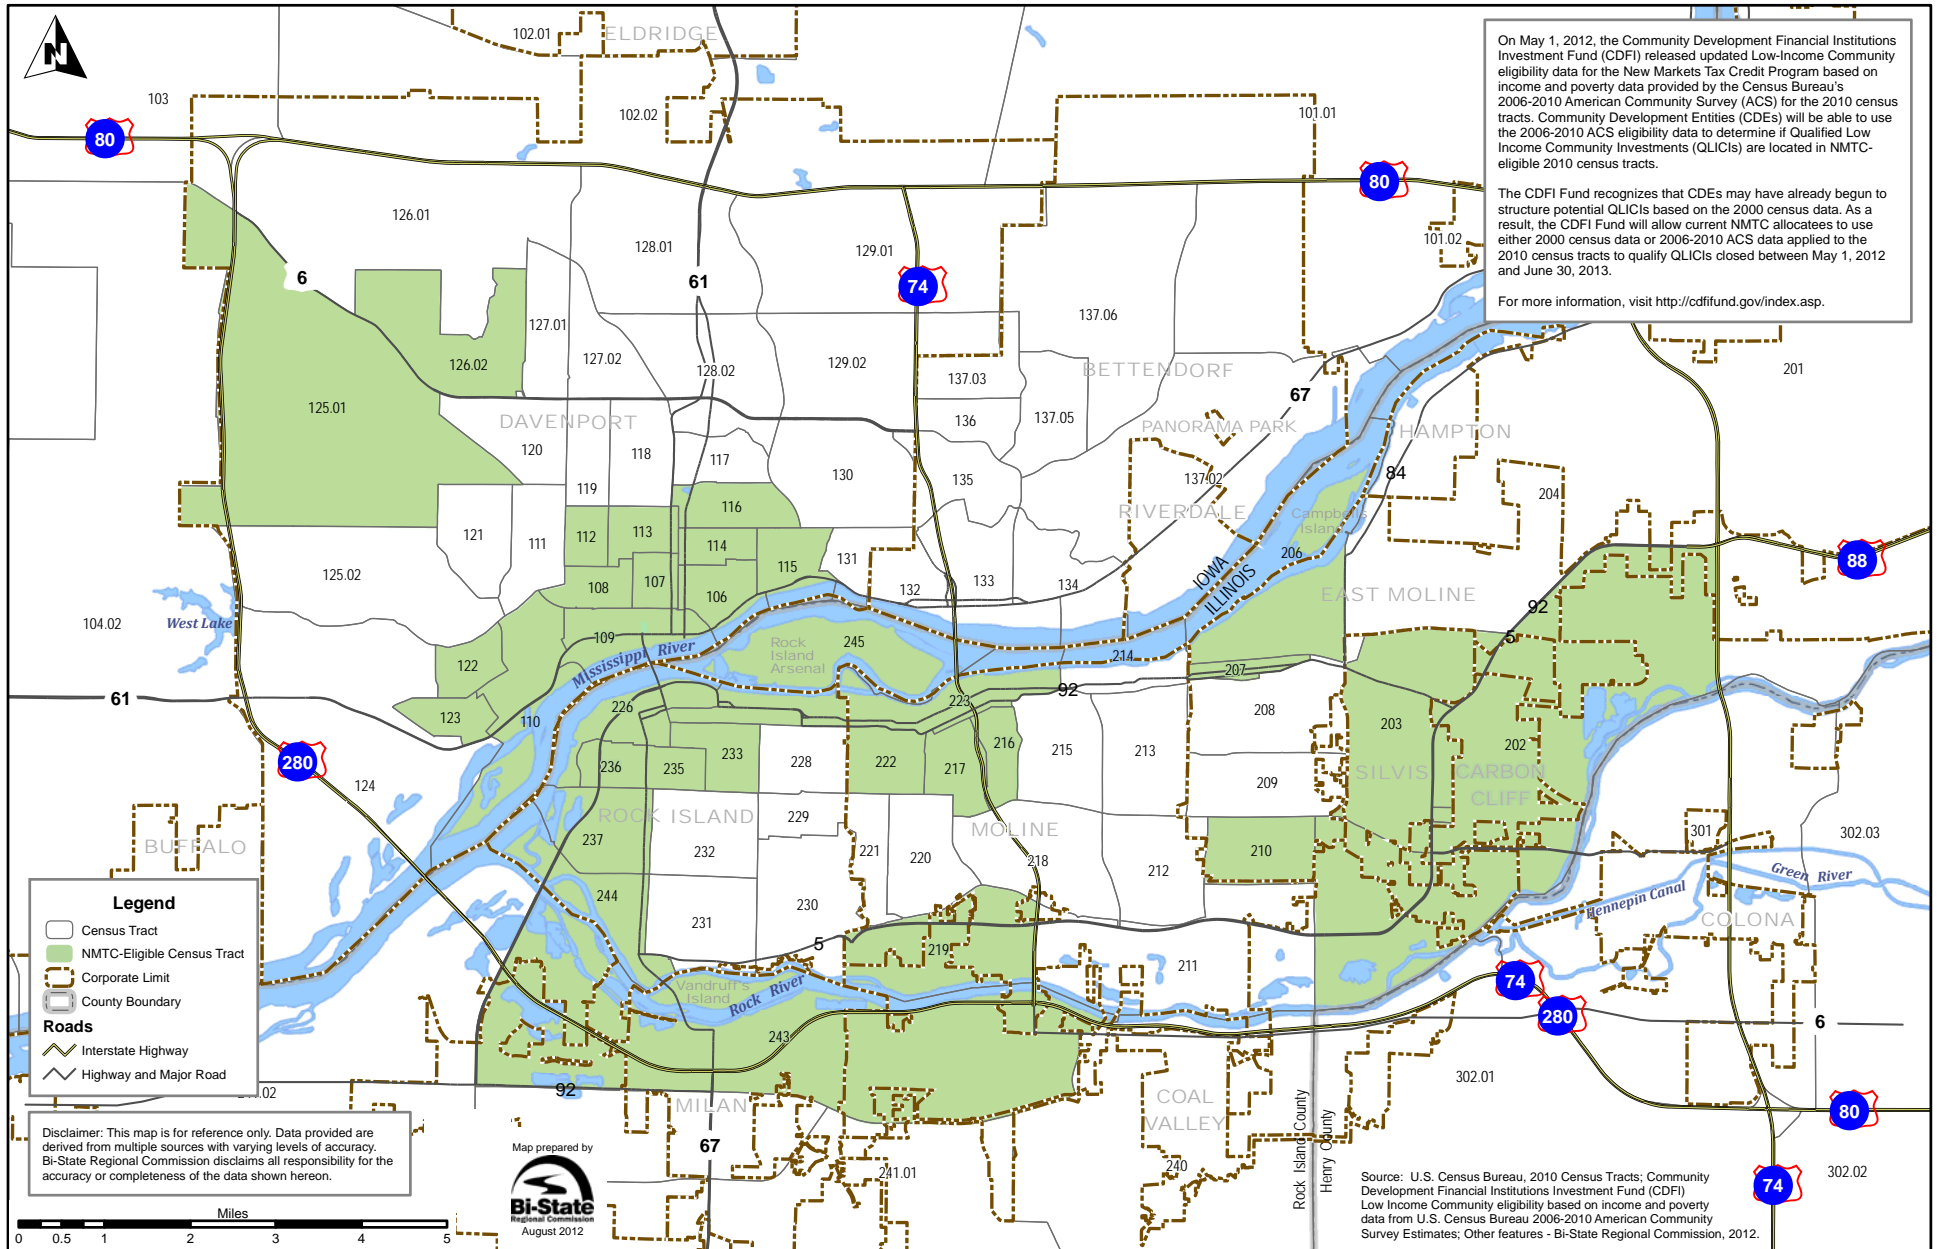 N
102.01
ELDRIDGE
103
102.02
101.01
80
80
On May 1, 2012, the Community Development Financial Institutions
Investment Fund (CDFI) released updated Low-Income Community
eligibility data for the New Markets Tax Credit Program based on
income and poverty data provided by the Census Bureau's
2006-2010 American Community Survey (ACS) for the 2010 census
tracts. Community Development Entities (CDEs) will be able to use
the 2006-2010 ACS eligibility data to determine if Qualified Low
Income Community Investments (QLICIs) are located in NMTC-
eligible 2010 census tracts.
The CDFI Fund recognizes that CDEs may have already begun to
structure potential QLICIs based on the 2000 census data. As a
result, the CDFI Fund will allow current NMTC allocatees to use
either 2000 census data or 2006-2010 ACS data applied to the
2010 census tracts to qualify QLICIs closed between May 1, 2012
and June 30, 2013.
For more information, visit http://cdfifund.gov/index.asp.
126.01
128.01
129.01
101.02
6
61
74
127.01
137.06
126.02
127.02
128.02
129.02
137.03
BETTENDORF
201
125.01
DAVENPORT
136
137.05
67
PANORAMA PARK
HAMPTON
120
118
117
130
135
137.02
84
119
204
116
RIVERDALE
Campbell's
Island
121
111
112
113
114
131
206
88
125.02
108
107
115
132
133
134
IOWA
ILLINOIS
EAST MOLINE
106
92
104.02
West Lake
109
Mississippi River
Rock
Island
Arsenal
245
5
122
214
207
61
92
123
110
226
223
208
203
202
216
215
213
280
236
235
233
228
222
217
209
SILVIS
CARBON
CLIFF
124
ROCK ISLAND
229
MOLINE
301
302.03
BUFFALO
237
232
221
220
218
212
210
Green River
Hennepin Canal
244
231
230
COLONA
5
219
211
Vandruff's
Island
Rock River
74
280
243
6
92
302.01
MILAN
COAL
VALLEY
80
67
240
241.01
Rock Island County
Henry County
74
302.02
Legend
Census Tract
NMTC-Eligible Census Tract
Corporate Limit
County Boundary
Roads
Interstate Highway
Highway and Major Road
Disclaimer: This map is for reference only. Data provided are
derived from multiple sources with varying levels of accuracy.
Bi-State Regional Commission disclaims all responsibility for the
accuracy or completeness of the data shown hereon.
Miles
0 0.5 1 2 3 4 5
Map prepared by
Bi-State
Regional Commission
August 2012
Source: U.S. Census Bureau, 2010 Census Tracts; Community
Development Financial Institutions Investment Fund (CDFI)
Low Income Community eligibility based on income and poverty
data from U.S. Census Bureau 2006-2010 American Community
Survey Estimates; Other features - Bi-State Regional Commission, 2012.